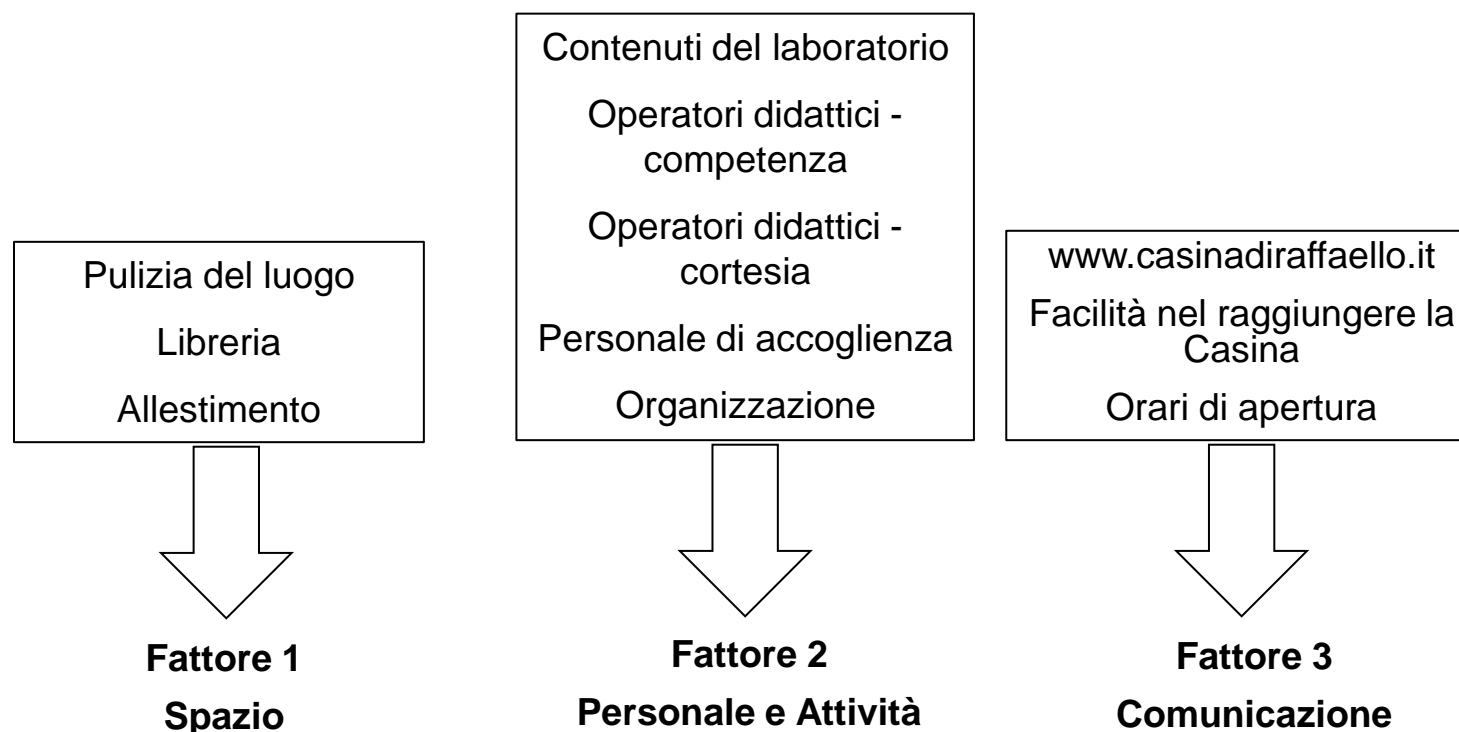 Pulizia del luogo
Libreria
Allestimento
Fattore 1
Spazio
Contenuti del laboratorio
Operatori didattici -
competenza
Operatori didattici -
cortesia
Personale di accoglienza
Organizzazione
Fattore 2
Personale e Attività
www.casinadiraffaello.it
Facilità nel raggiungere la
Casina
Orari di apertura
Fattore 3
Comunicazione